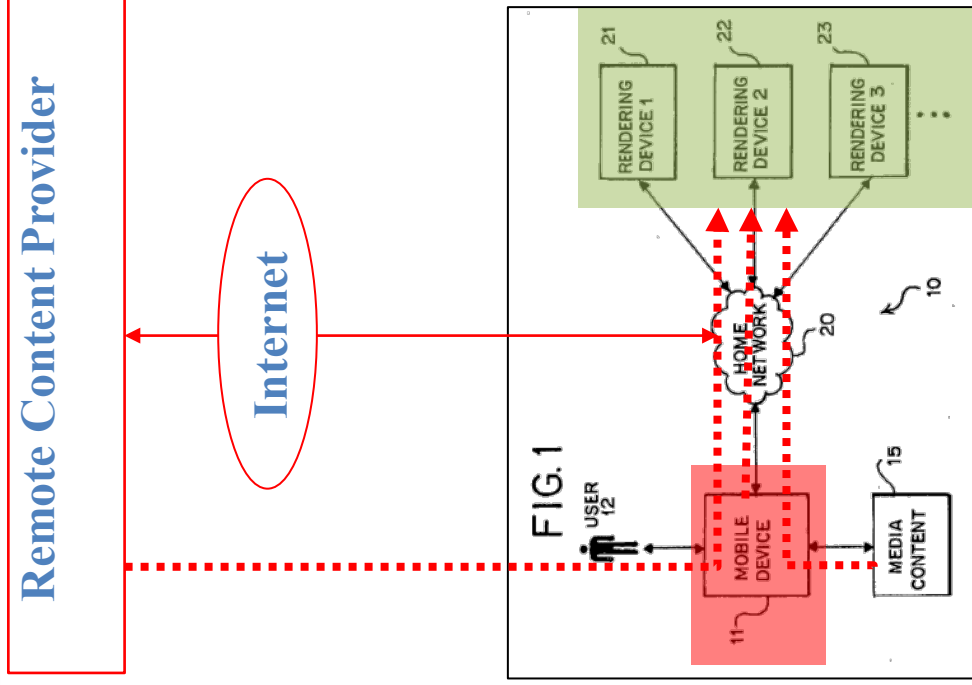 Remote Content Provider
Internet
FIG. 1
USER
12
MOBILE
DEVICE
11
MEDIA
CONTENT
15
HOME
NETWORK
20
10
RENDERING
DEVICE 1
21
RENDERING
DEVICE 2
22
RENDERING
DEVICE 3
23